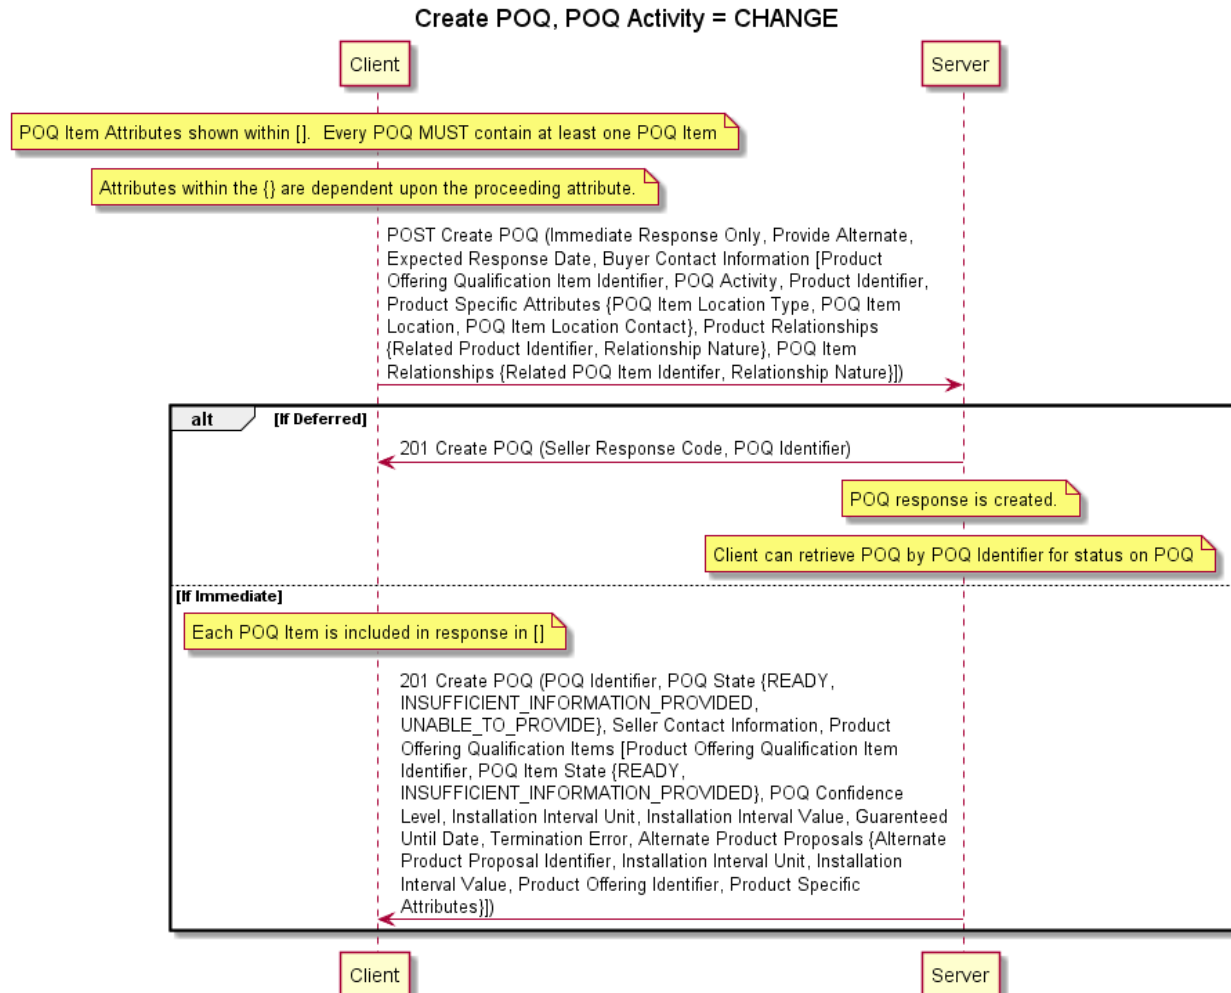 Create POQ, POQ Activity = CHANGE
Client
Server
POQ Item Attributes shown within [].  Every POQ MUST contain at least one POQ Item
Attributes within the {} are dependent upon the proceeding attribute.
POST Create POQ (Immediate Response Only, Provide Alternate,
Expected Response Date, Buyer Contact Information [Product
Offering Qualification Item Identifier, POQ Activity, Product Identifier,
Product Specific Attributes {POQ Item Location Type, POQ Item
Location, POQ Item Location Contact}, Product Relationships
{Related Product Identifier, Relationship Nature}, POQ Item
Relationships {Related POQ Item Identifer, Relationship Nature}])
alt
[If Deferred]
201 Create POQ (Seller Response Code, POQ Identifier)
POQ response is created.
Client can retrieve POQ by POQ Identifier for status on POQ
[If Immediate]
Each POQ Item is included in response in []
201 Create POQ (POQ Identifier, POQ State {READY,
INSUFFICIENT_INFORMATION_PROVIDED,
UNABLE_TO_PROVIDE}, Seller Contact Information, Product
Offering Qualification Items [Product Offering Qualification Item
Identifier, POQ Item State {READY,
INSUFFICIENT_INFORMATION_PROVIDED}, POQ Confidence
Level, Installation Interval Unit, Installation Interval Value, Guarenteed
Until Date, Termination Error, Alternate Product Proposals {Alternate
Product Proposal Identifier, Installation Interval Unit, Installation
Interval Value, Product Offering Identifier, Product Specific
Attributes}])
Client
Server